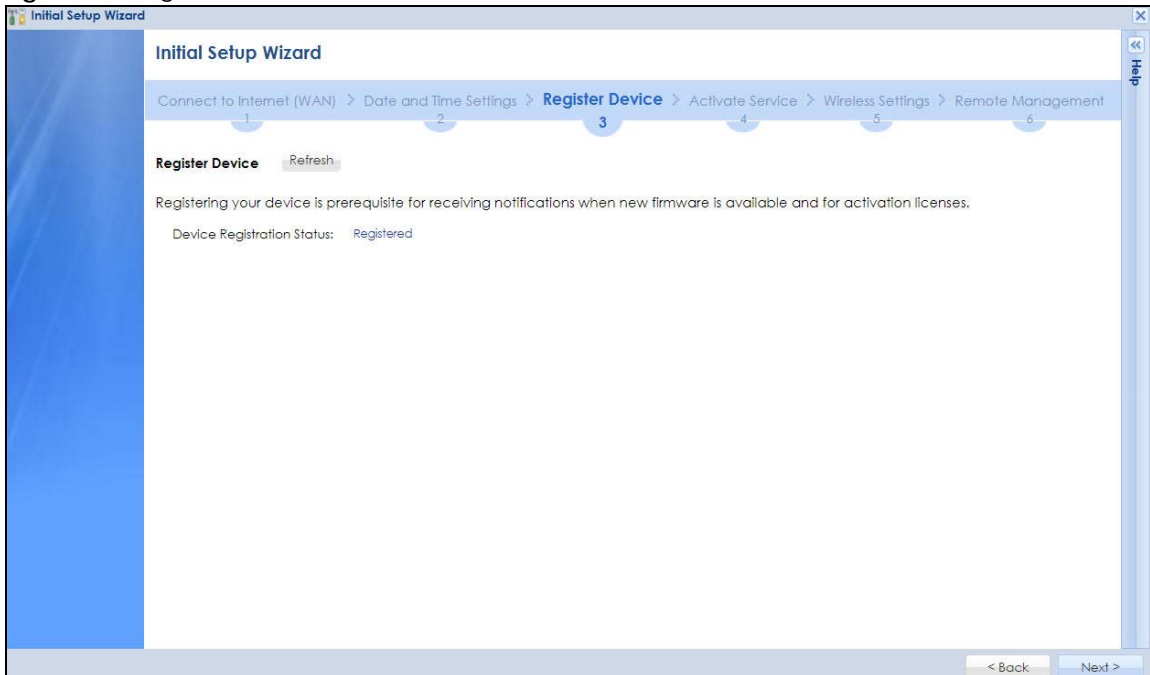 Initial Setup Wizard
Initial Setup Wizard
Connect to Internet (WAN) > Date and Time Settings > Register Device > Activate Service > Wireless Settings > Remote Management
1 2 3 4 5 6
Register Device Refresh
Registering your device is prerequisite for receiving notifications when new firmware is available and for activation licenses.
Device Registration Status: Registered
< Back Next >
Help